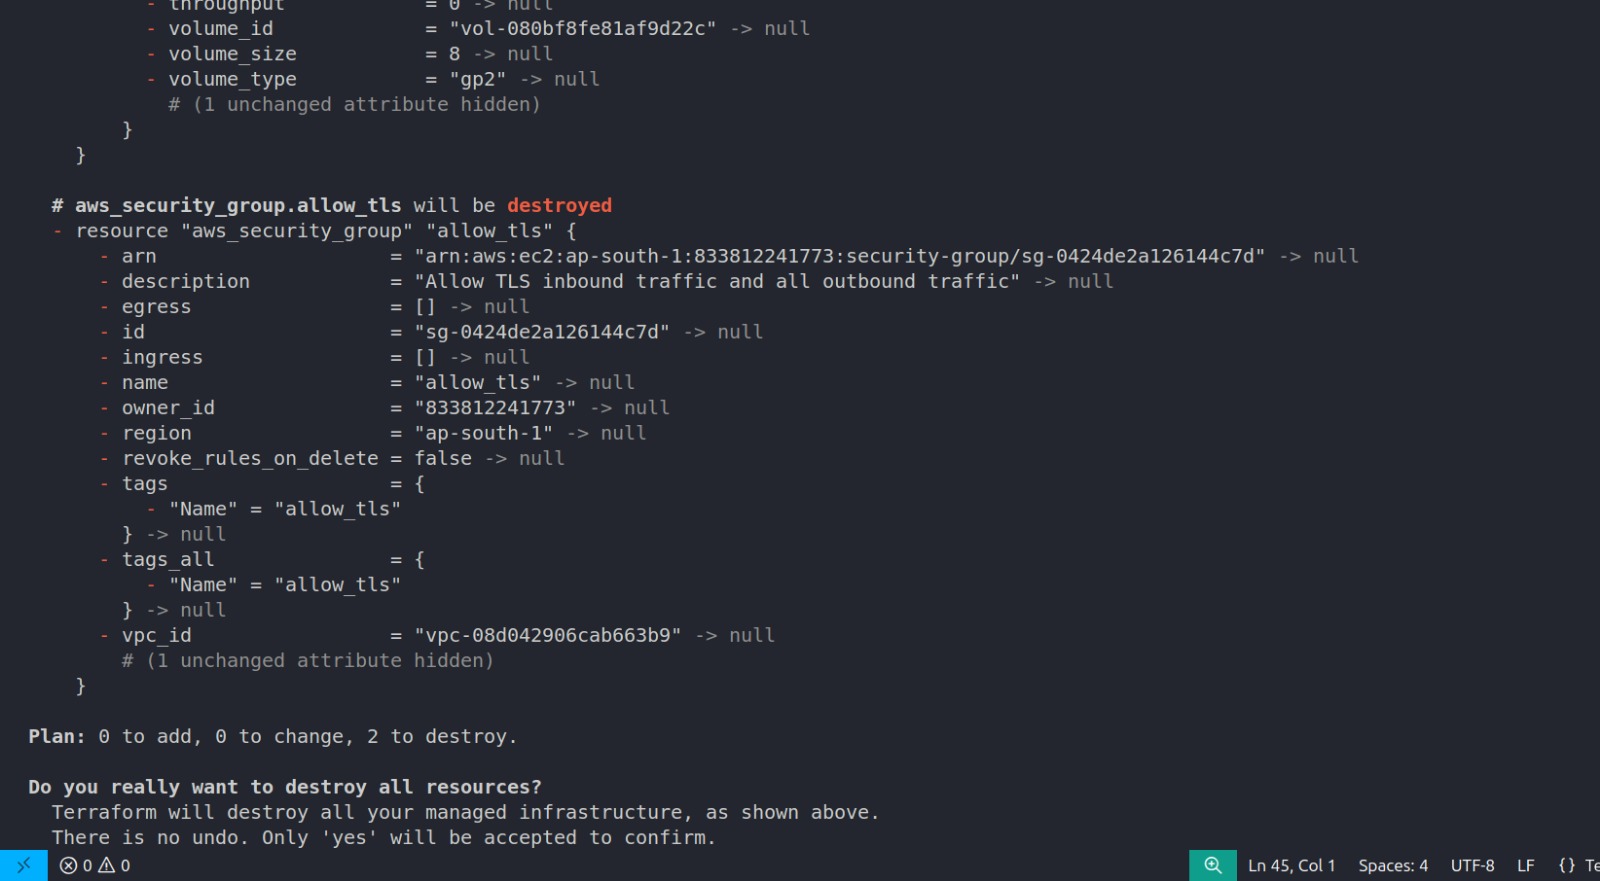 - throughput = 0 -> null
- volume_id = "vol-080bf8fe81af9d22c" -> null
- volume_size = 8 -> null
- volume_type = "gp2" -> null
# (1 unchanged attribute hidden)
}
}
# aws_security_group.allow_tls will be destroyed
- resource "aws_security_group" "allow_tls" {
- arn = "arn:aws:ec2:ap-south-1:833812241773:security-group/sg-0424de2a126144c7d" -> null
- description = "Allow TLS inbound traffic and all outbound traffic" -> null
- egress = [] -> null
- id = "sg-0424de2a126144c7d" -> null
- ingress = [] -> null
- name = "allow_tls" -> null
- owner_id = "833812241773" -> null
- region = "ap-south-1" -> null
- revoke_rules_on_delete = false -> null
- tags = {
- "Name" = "allow_tls"
} -> null
- tags_all = {
- "Name" = "allow_tls"
} -> null
- vpc_id = "vpc-08d042906cab663b9" -> null
# (1 unchanged attribute hidden)
}
Plan: 0 to add, 0 to change, 2 to destroy.
Do you really want to destroy all resources?
Terraform will destroy all your managed infrastructure, as shown above.
There is no undo. Only 'yes' will be accepted to confirm.
0 0 Ln 45, Col 1 Spaces: 4 UTF-8 LF {}